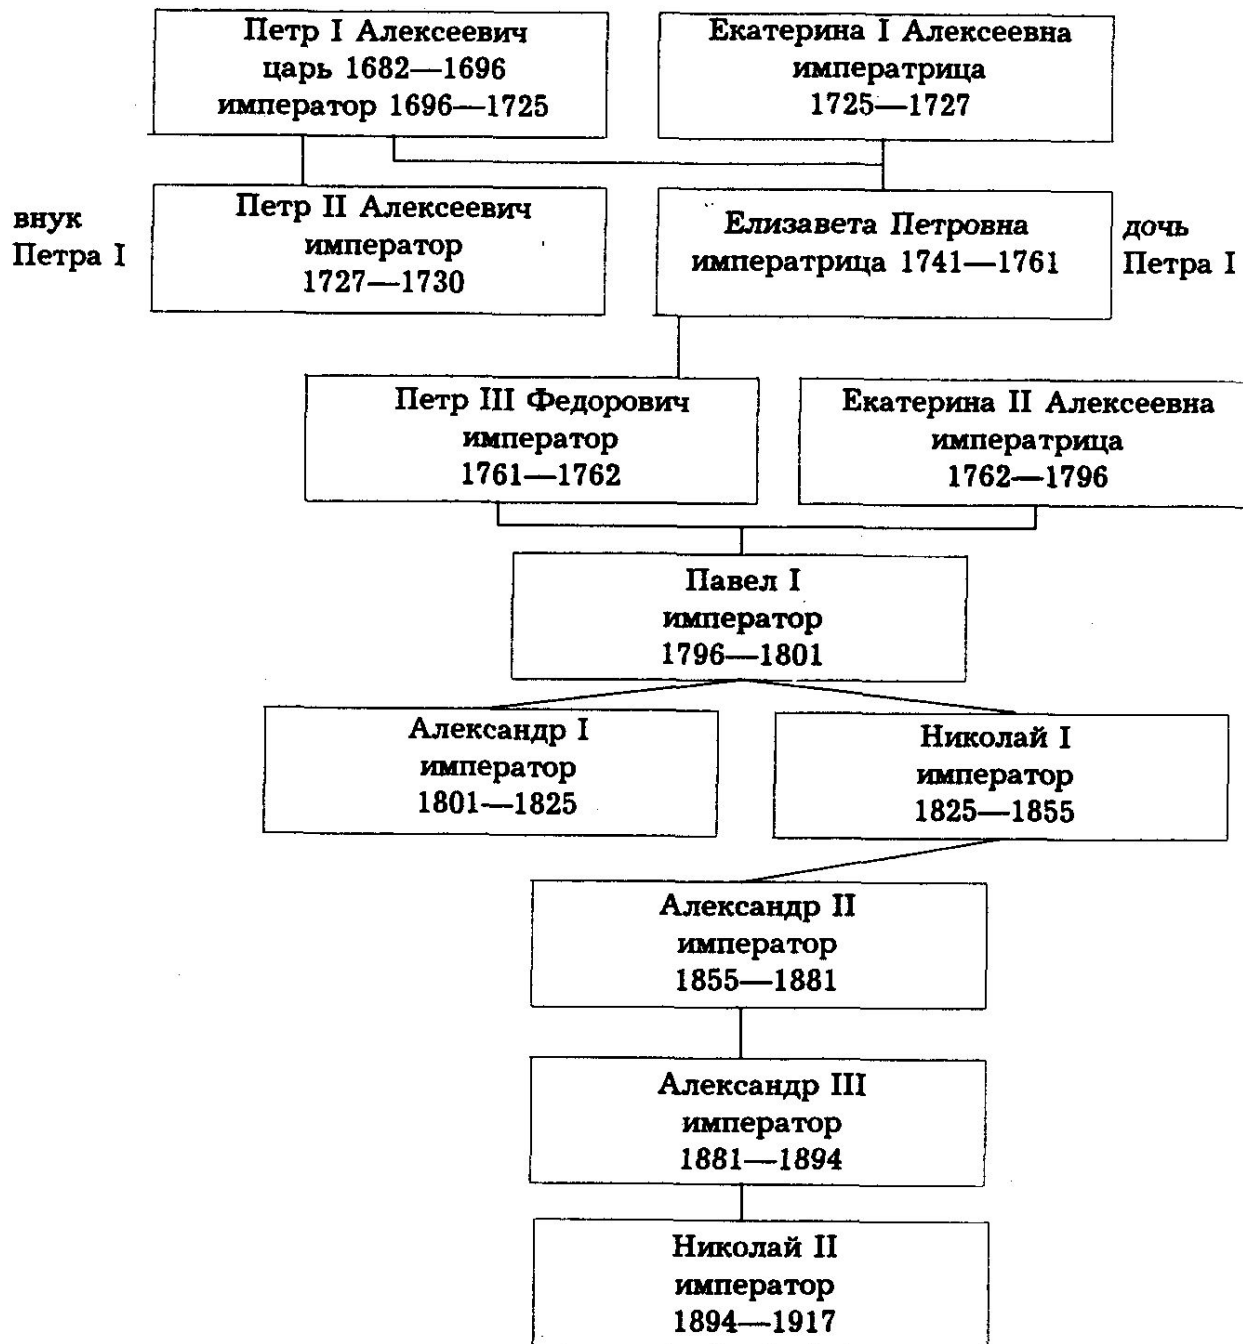 Петр I Алексеевич
царь 1682—1696
император 1696—1725
Екатерина I Алексеевна
императрица
1725—1727
внук
Петра I
Петр II Алексеевич
император
1727—1730
Елизавета Петровна
императрица 1741—1761
дочь
Петра I
Петр III Федорович
император
1761—1762
Екатерина II Алексеевна
императрица
1762—1796
Павел I
император
1796—1801
Александр I
император
1801—1825
Николай I
император
1825—1855
Александр II
император
1855—1881
Александр III
император
1881—1894
Николай II
император
1894—1917